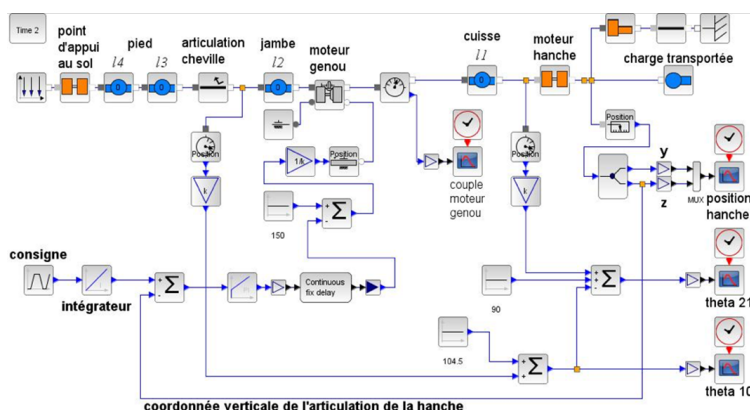 Time 2
point
d'appui
au sol
pied
l4
l3
articulation
cheville
jambe
l2
moteur
genou
cuisse
l1
moteur
hanche
charge transportée
Position
Position
Position
Position
1/k
k
k
couple
moteur
genou
150
Σ
y
z
MUX
position
hanche
consigne
intégrateur
Σ
Continuous
fix delay
90
Σ
theta 21
104.5
Σ
theta 10
coordonnée verticale de l'articulation de la hanche